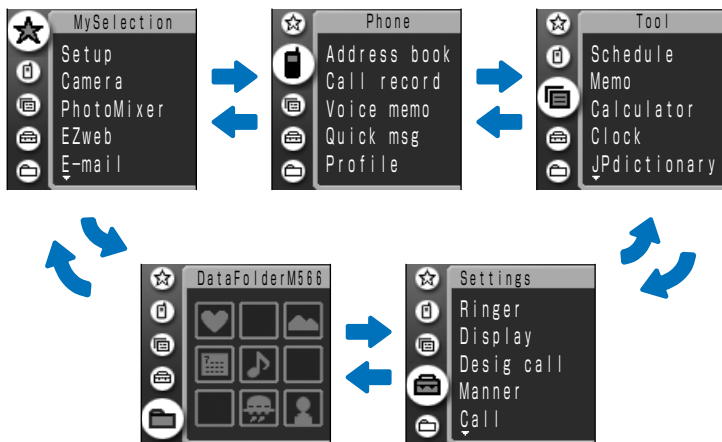 MySelection
Setup
Camera
PhotoMixer
EZweb
E-mail
Phone
Address book
Call record
Voice memo
Quick msg
Profile
Tool
Schedule
Memo
Calculator
Clock
JPdictionary
DataFolderM566
Settings
Ringer
Display
Desig call
Manner
Call